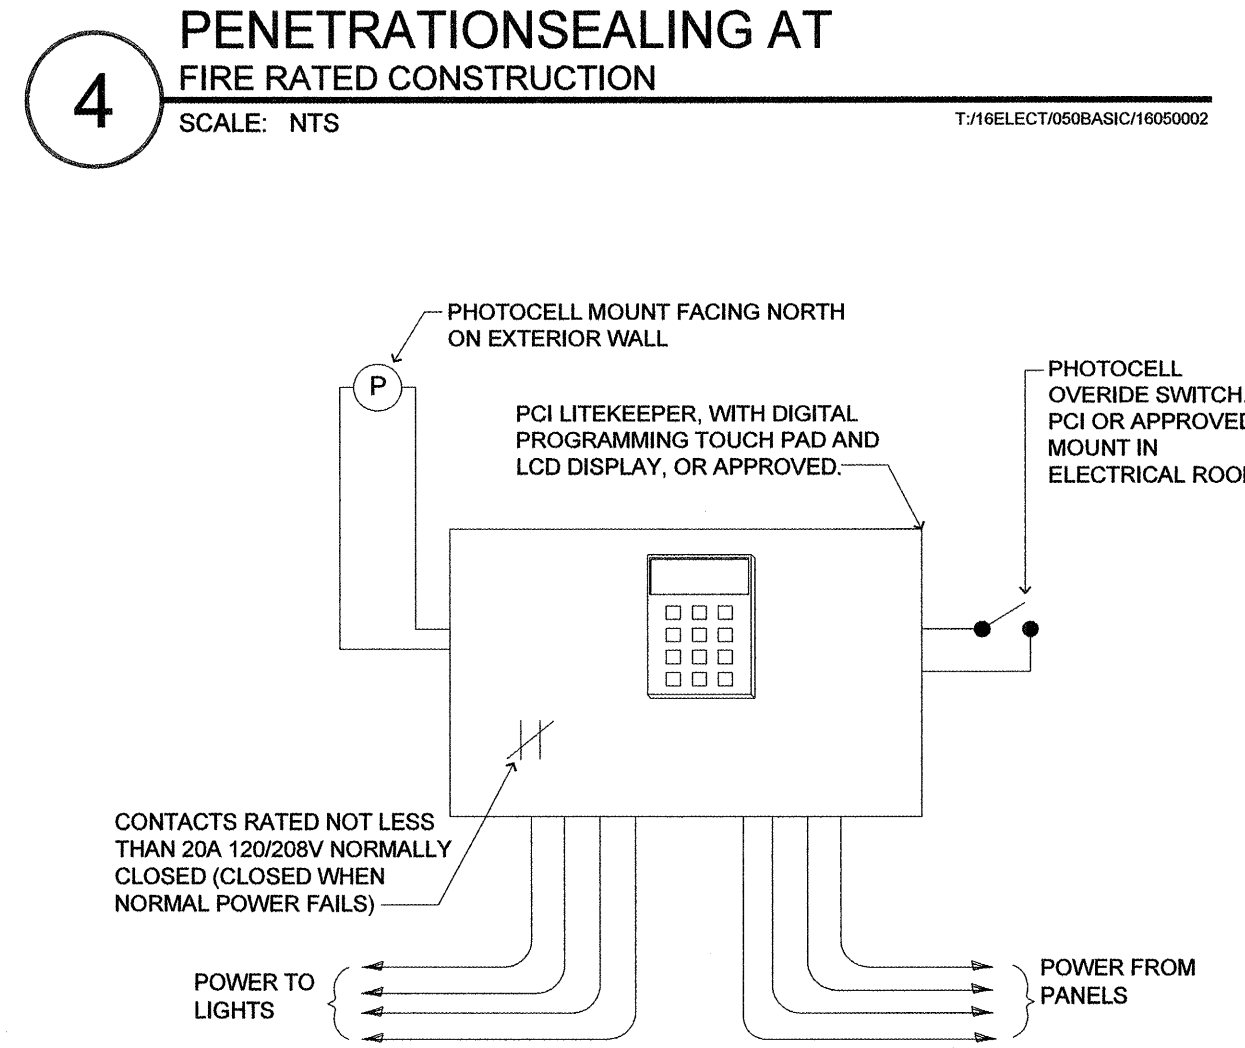 4
PENETRATIONSEALING AT
FIRE RATED CONSTRUCTION
SCALE: NTS
T:/16ELECT/050BASIC/16050002
PHOTOCELL MOUNT FACING NORTH
ON EXTERIOR WALL
P
PHOTOCELL
OVERIDE SWITCH.
PCI OR APPROVED
MOUNT IN
ELECTRICAL
PCI LITEKEEPER, WITH DIGITAL
PROGRAMMING TOUCH PAD AND
LCD DISPLAY, OR APPROVED.
CONTACTS RATED NOT LESS
THAN 20A 120/208V NORMALLY
CLOSED (CLOSED WHEN
NORMAL POWER FAILS)
POWER TO
LIGHTS
POWER FROM
PANELS